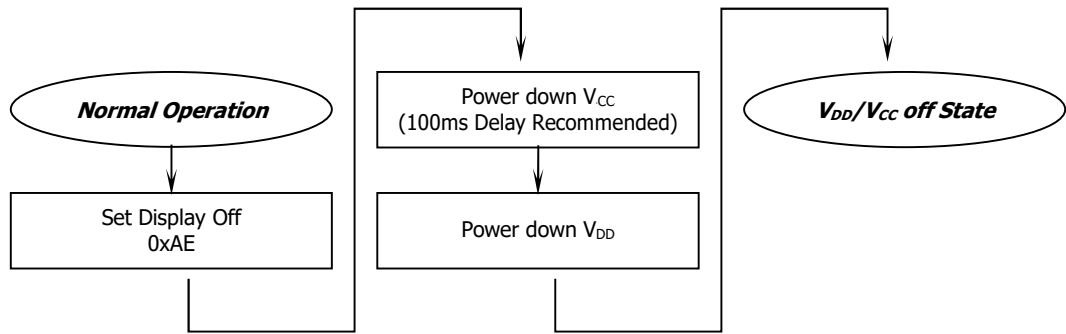 Normal Operation
Set Display Off
0xAE
Power down VCC
(100ms Delay Recommended)
Power down VDD
VDD/VCC off State